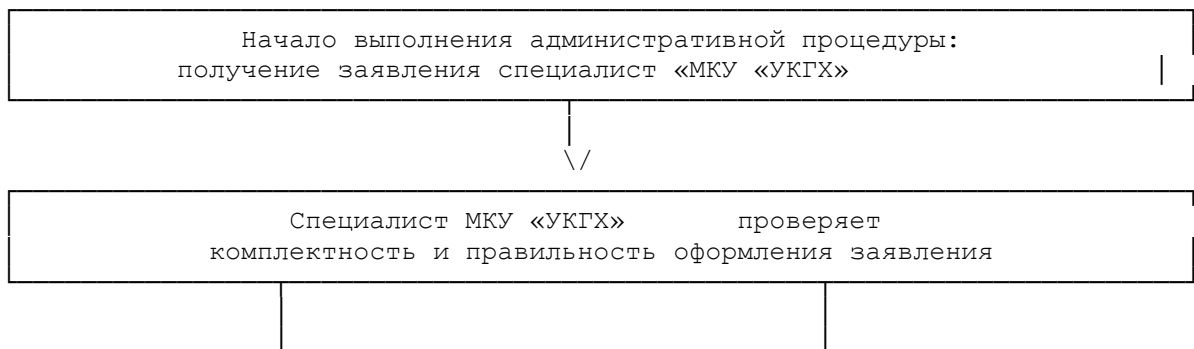 Начало выполнения административной процедуры:
получение заявления специалист «МКУ «УКГХ»
\/
Специалист МКУ «УКГХ» проверяет
комплектность и правильность оформления заявления